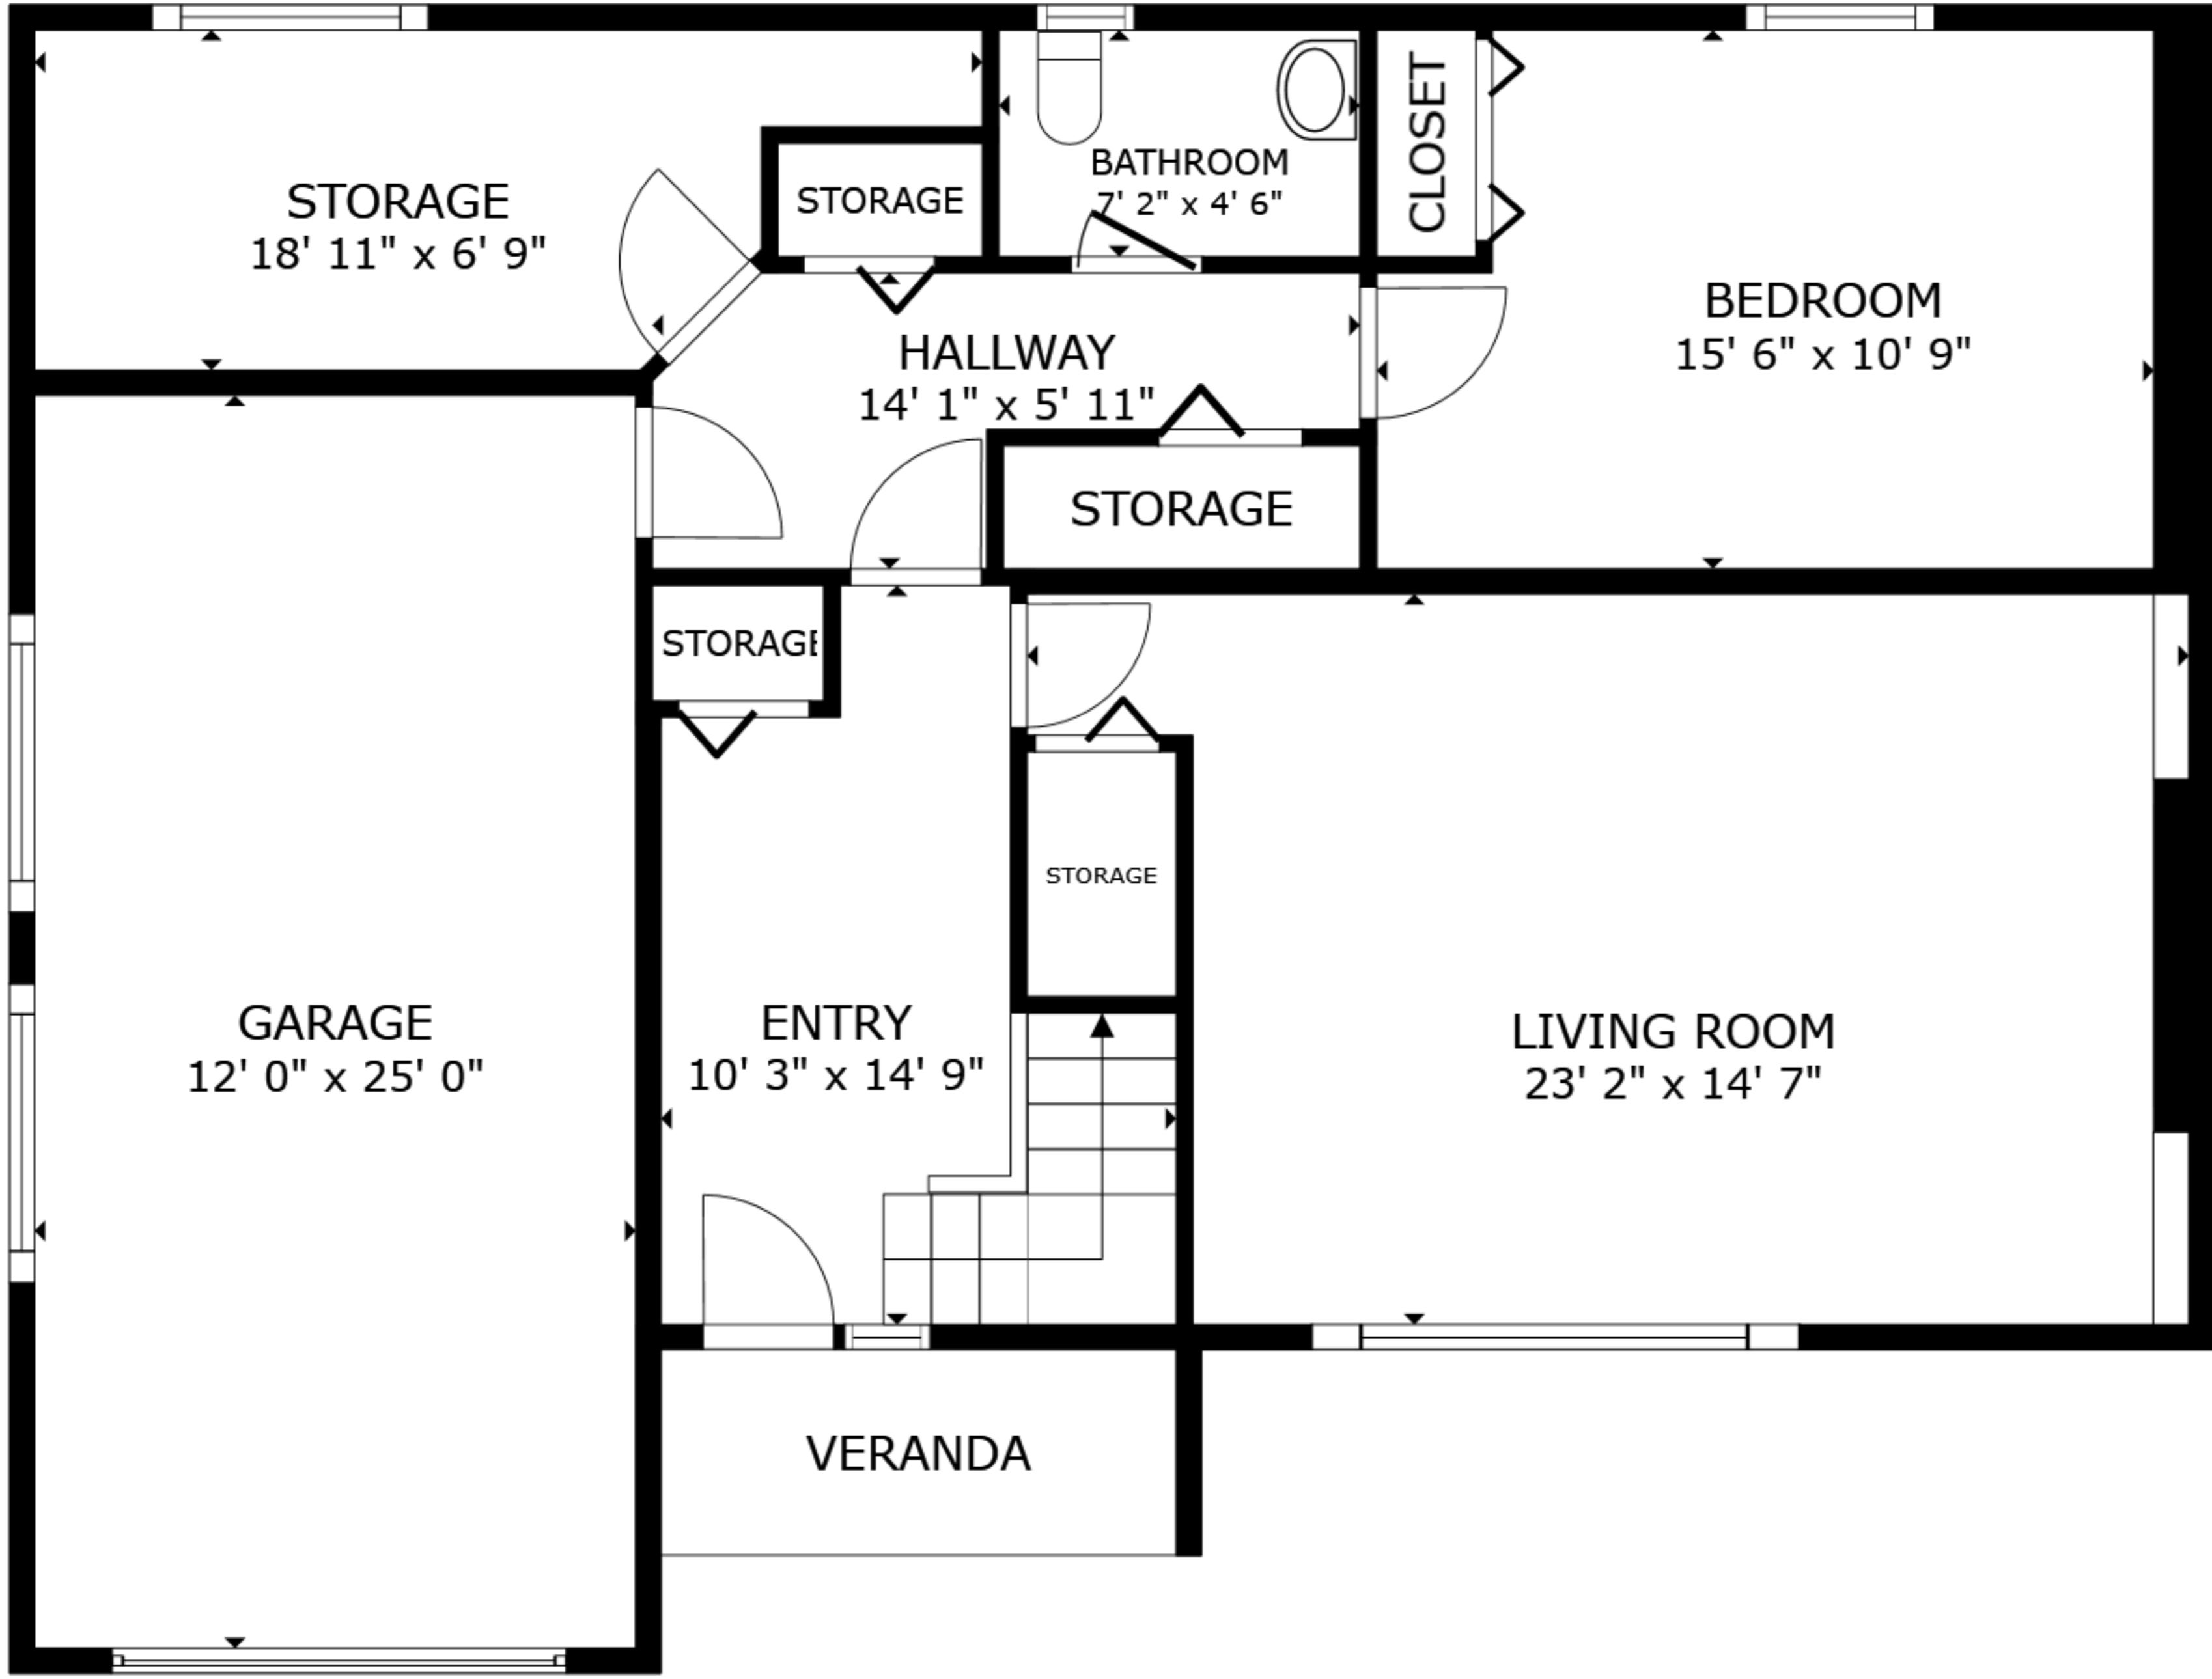 STORAGE
18' 11" x 6' 9"
STORAGE
BATHROOM
7' 2" x 4' 6"
CLOSET
BEDROOM
15' 6" x 10' 9"
HALLWAY
14' 1" x 5' 11"
STORAGE
STORAGE
STORAGE
GARAGE
12' 0" x 25' 0"
ENTRY
10' 3" x 14' 9"
LIVING ROOM
23' 2" x 14' 7"
VERANDA